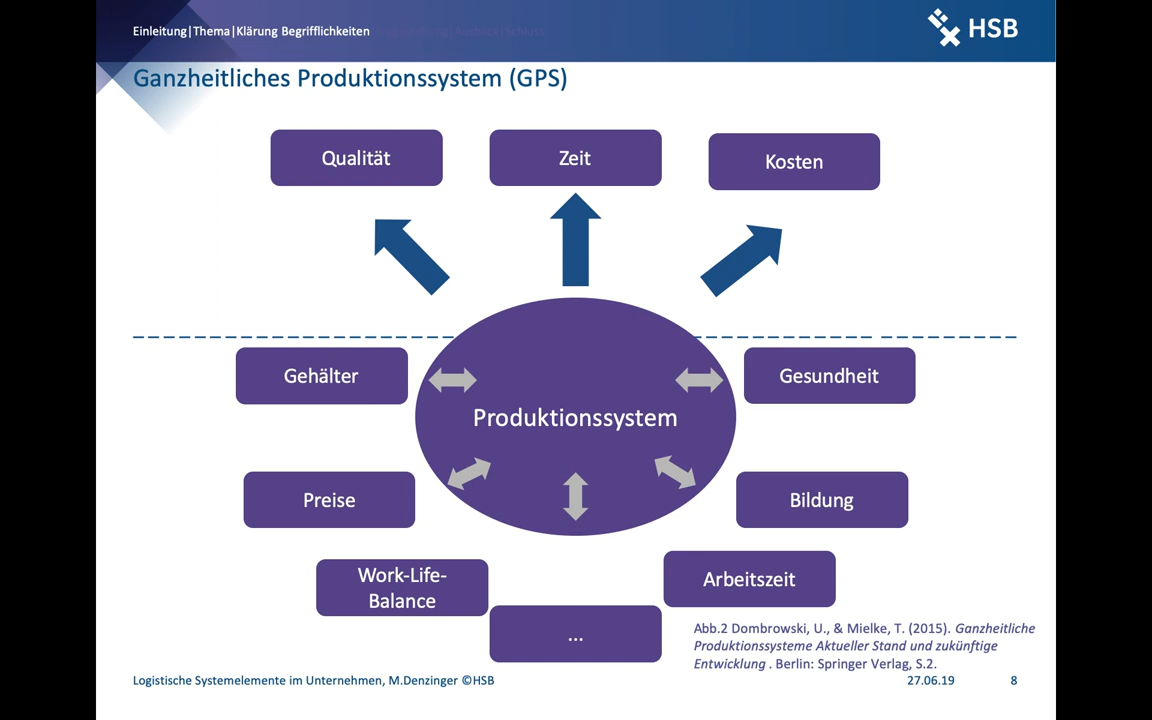 Einleitung|Thema|Klärung Begrifflichkeiten
HSB
Ganzheitliches Produktionssystem (GPS)
Qualität
Zeit
Kosten
Gehälter
Gesundheit
Produktionssystem
Preise
Bildung
Work-Life-
Balance
Arbeitszeit
...
Abb.2 Dombrowski, U., & Mielke, T. (2015). Ganzheitliche
Produktionssysteme Aktueller Stand und zukünftige
Entwicklung . Berlin: Springer Verlag, S.2.
Logistische Systemelemente im Unternehmen, M.Denzinger ©HSB
27.06.19
8